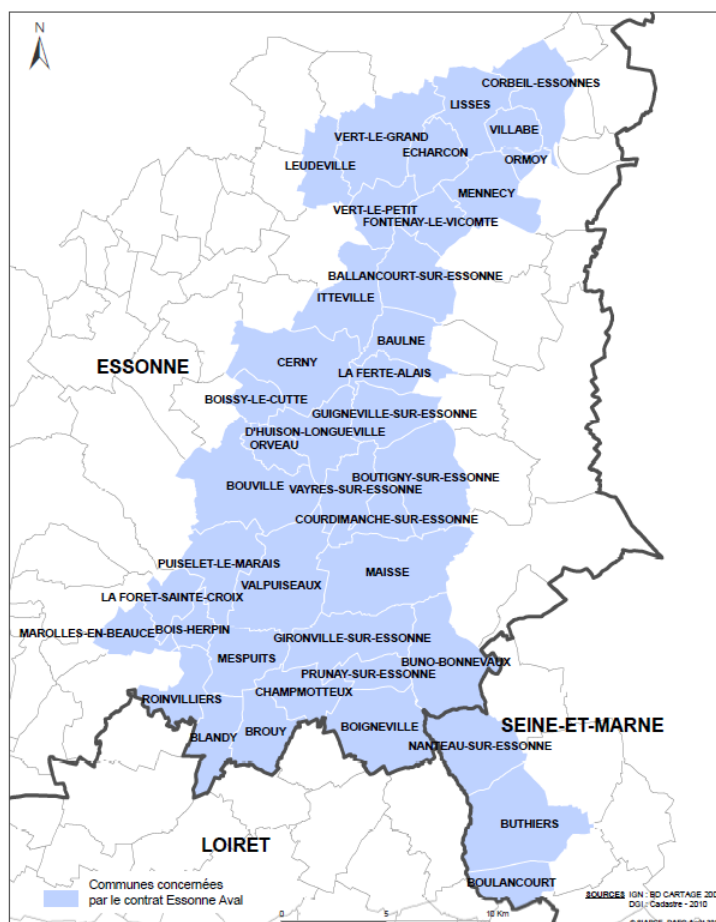 N
CORBEIL-ESSONNES
LISSES
VERT-LE-GRAND
VILLABE
ECHARCON
LEUDEVILLE
ORMOY
MENNECY
VERT-LE-PETIT
FONTENAY-LE-VICOMTE
BALLANCOURT-SUR-ESSONNE
ITTEVILLE
BAULNE
ESSONNE
CERNY
LA FERTE-ALAIS
BOISSY-LE-CUTTE
GUIGNEVILLE-SUR-ESSONNE
D'HUISON-LONGUEVILLE
ORVEAU
BOUTIGNY-SUR-ESSONNE
BOUVILLE
VAYRES-SUR-ESSONNE
COURDIMANCHE-SUR-ESSONNE
PUISELET-LE-MARAIS
MAISSE
VALPUISEAUX
LA FORET-SAINTE-CROIX
MAROLLES-EN-BEAUCE
BOIS-HERPIN
GIRONVILLE-SUR-ESSONNE
MESPUITS
BUNO-BONNEVAUX
PRUNAY-SUR-ESSONNE
CHAMPMOTTEUX
ROINVILLIERS
BOIGNEVILLE
SEINE-ET-MARNE
BROUY
BLANDY
NANTEAU-SUR-ESSONNE
BUTHIERS
LOIRET
BOULANCOURT
Communes concernées
par le contrat Essonne Aval
0 5 10 Km
SOURCES IGN : BD CARTAGE
DGI : Cadastre - 2010